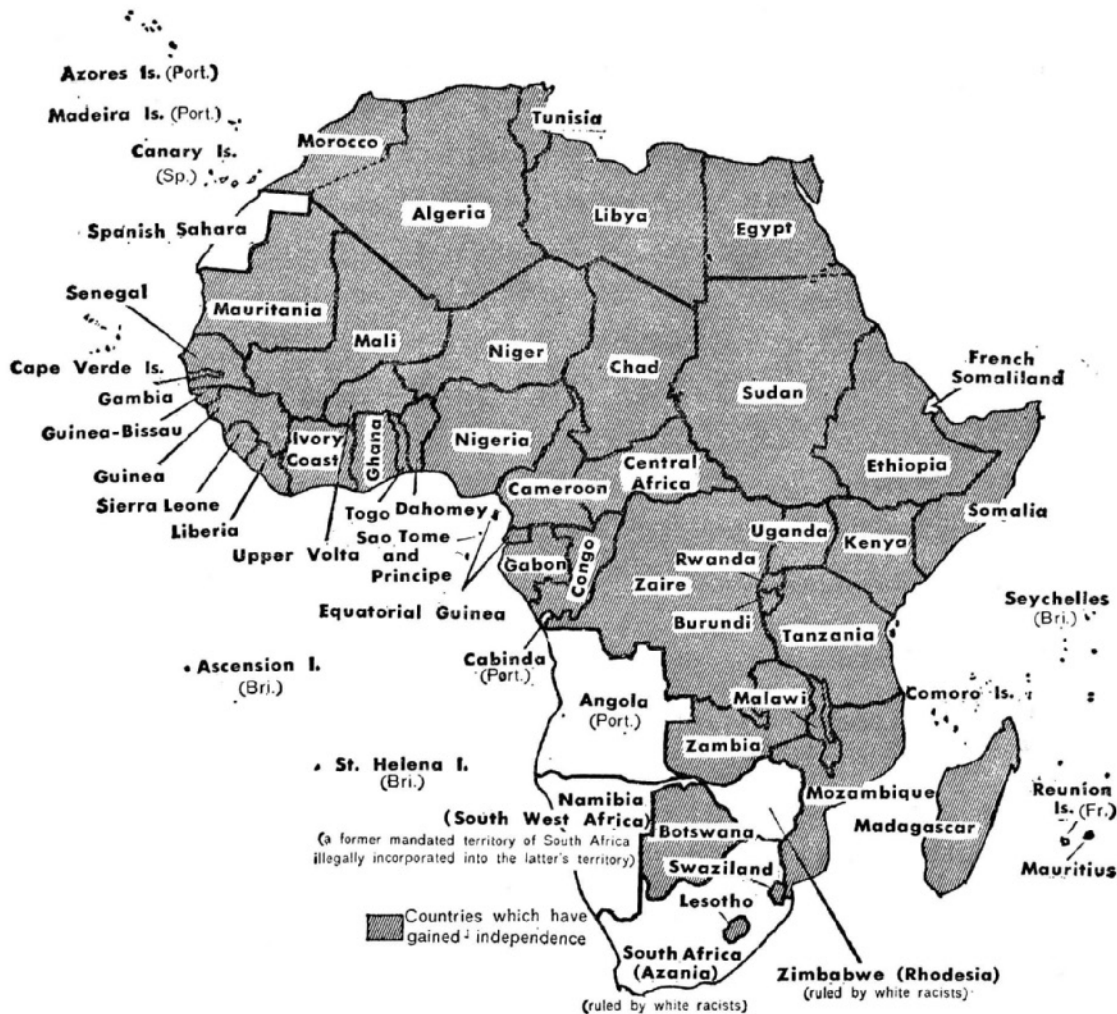 Azores Is. (Port.)
Madeira Is. (Port.)
Canary Is.
(Sp.)
Morocco
Tunisia
Algeria
Libya
Egypt
Spanish Sahara
Senegal
Mauritania
Mali
Niger
Chad
Sudan
French
Somaliland
Cape Verde Is.
Gambia
Guinea-Bissau
Guinea
Sierra Leone
Liberia
Ivory
Coast
Ghana
Nigeria
Upper Volta
Togo
Dahomey
Cameroon
Central
Africa
Ethiopia
Somalia
Sao Tome
and
Principe
Equatorial Guinea
Gabon
Congo
Zaire
Uganda
Kenya
Rwanda
Burundi
Tanzania
Seychelles
(Bri.)
Cabinda
(Port.)
Ascension I.
(Bri.)
Angola
(Port.)
Malawi
Comoro Is.
Zambia
St. Helena I.
(Bri.)
Mozambique
Madagascar
Reunion
Is. (Fr.)
Mauritius
Namibia
(South West Africa)
(a former mandated territory of South Africa
illegally incorporated into the latter's territory)
Botswana
Swaziland
Lesotho
Countries which have
gained independence
South Africa
(Azania)
(ruled by white racists)
Zimbabwe (Rhodesia)
(ruled by white racists)